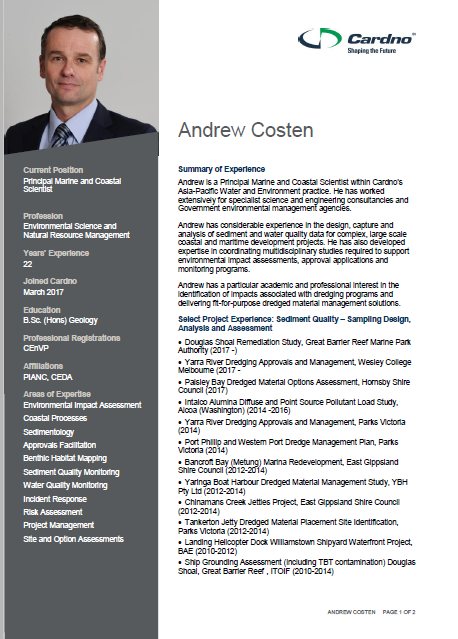 Cardno
Shaping the Future
Andrew Costen
Current Position
Principal Marine and Coastal
Scientist
Profession
Environmental Science and
Natural Resource Management
Years' Experience
22
Joined Cardno
March 2017
Education
B.Sc. (Hons) Geology
Professional Registrations
CEnVP
Affiliations
PIANC, CEDA
Areas of Expertise
Environmental Impact Assessment
Coastal Processes
Sedimentology
Approvals Facilitation
Benthic Habitat Mapping
Sediment Quality Monitoring
Water Quality Monitoring
Incident Response
Risk Assessment
Project Management
Site and Option Assessments
Summary of Experience
Andrew is a Principal Marine and Coastal Scientist within Cardno's
Asia-Pacific Water and Environment practice. He has worked
extensively for specialist science and engineering consultancies and
Government environmental management agencies.
Andrew has considerable experience in the design, capture and
analysis of sediment and water quality data for complex, large scale
coastal and maritime development projects. He has also developed
expertise in coordinating multidisciplinary studies required to support
environmental impact assessments, approval applications and
monitoring programs.
Andrew has a particular academic and professional interest in the
identification of impacts associated with dredging programs and
delivering fit-for-purpose dredged material management solutions.
Select Project Experience: Sediment Quality – Sampling Design,
Analysis and Assessment
• Douglas Shoal Remediation Study, Great Barrier Reef Marine Park
Authority (2017 -)
• Yarra River Dredging Approvals and Management, Wesley College
Melbourne (2017 -
• Paisley Bay Dredged Material Options Assessment, Hornsby Shire
Council (2017)
• Intalco Alumina Diffuse and Point Source Pollutant Load Study,
Alcoa (Washington) (2014 -2016)
• Yarra River Dredging Approvals and Management, Parks Victoria
(2014)
• Port Phillip and Western Port Dredge Management Plan, Parks
Victoria (2014)
• Bancroft Bay (Metung) Marina Redevelopment, East Gippsland
Shire Council (2012-2014)
• Yaringa Boat Harbour Dredged Material Management Study, YBH
Pty Ltd (2012-2014)
• Chinamans Creek Jetties Project, East Gippsland Shire Council
(2012-2014)
• Tankerton Jetty Dredged Material Placement Site Identification,
Parks Victoria (2012-2014)
• Landing Helicopter Dock Williamstown Shipyard Waterfront Project,
BAE (2010-2012)
• Ship Grounding Assessment (including TBT contamination) Douglas
Shoal, Great Barrier Reef , ITOIF (2010-2014)
ANDREW COSTEN PAGE 1 OF 2